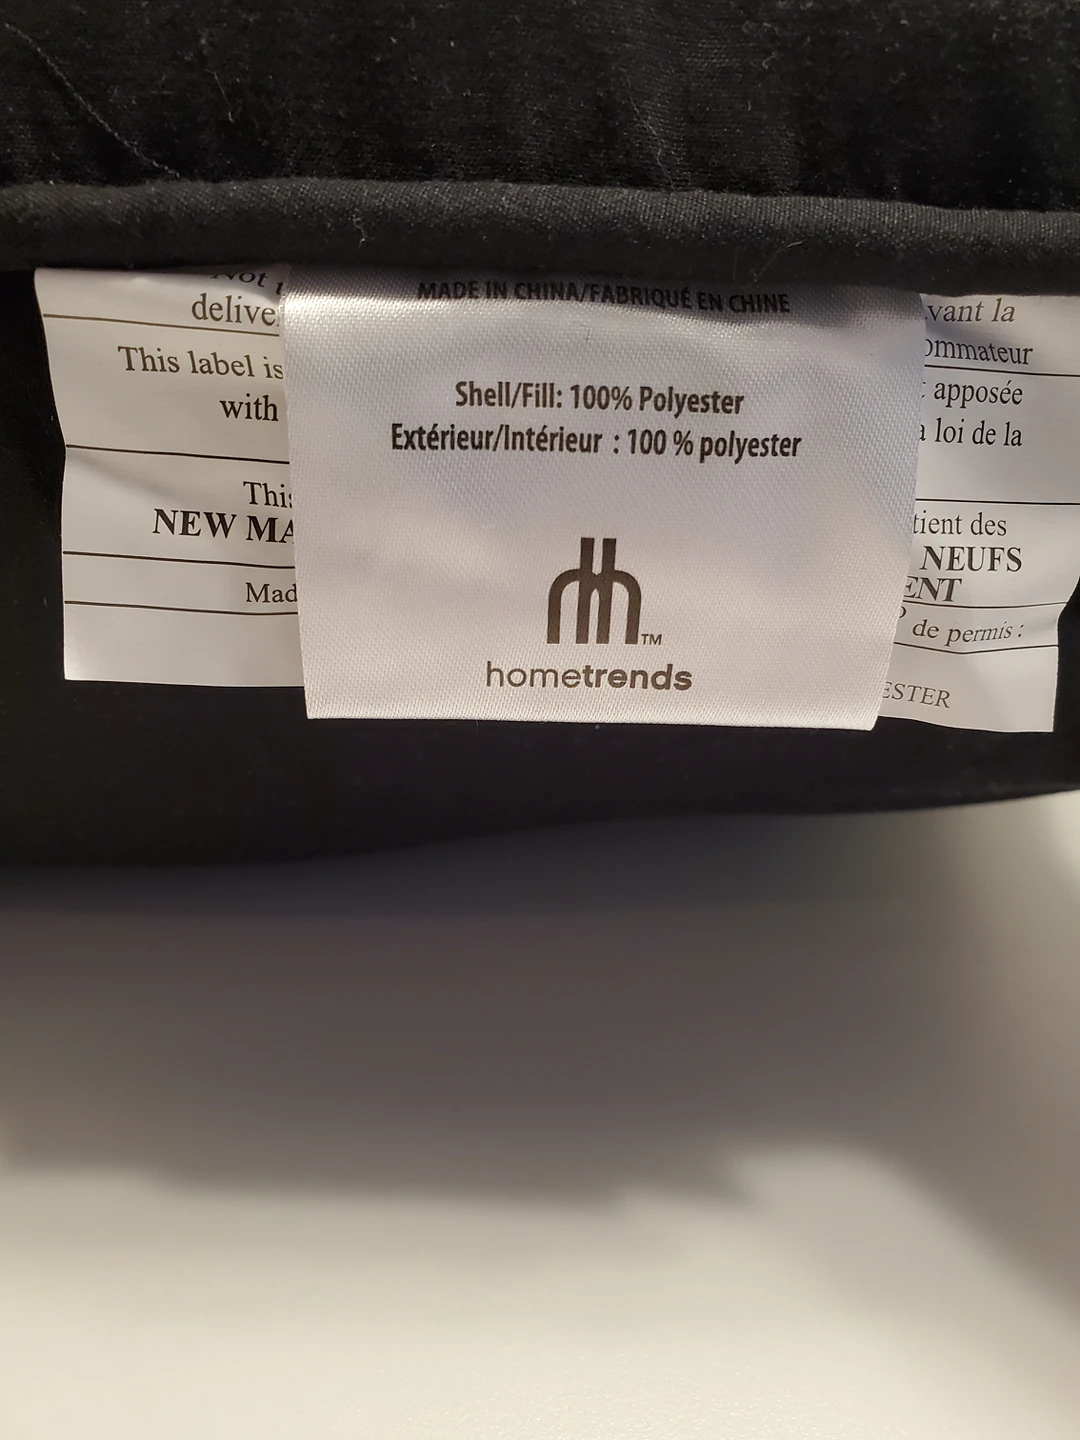 Not
delive
This label is
with
This
NEW MA
Mad
MADE IN CHINA/FABRIQUÉ EN CHINE
Shell/Fill: 100% Polyester
Extérieur/Intérieur : 100 % polyester
TM
hometrends
vant la
ommateur
apposée
loi de la
tient des
NEUFS
ENT
de permis :
ESTER